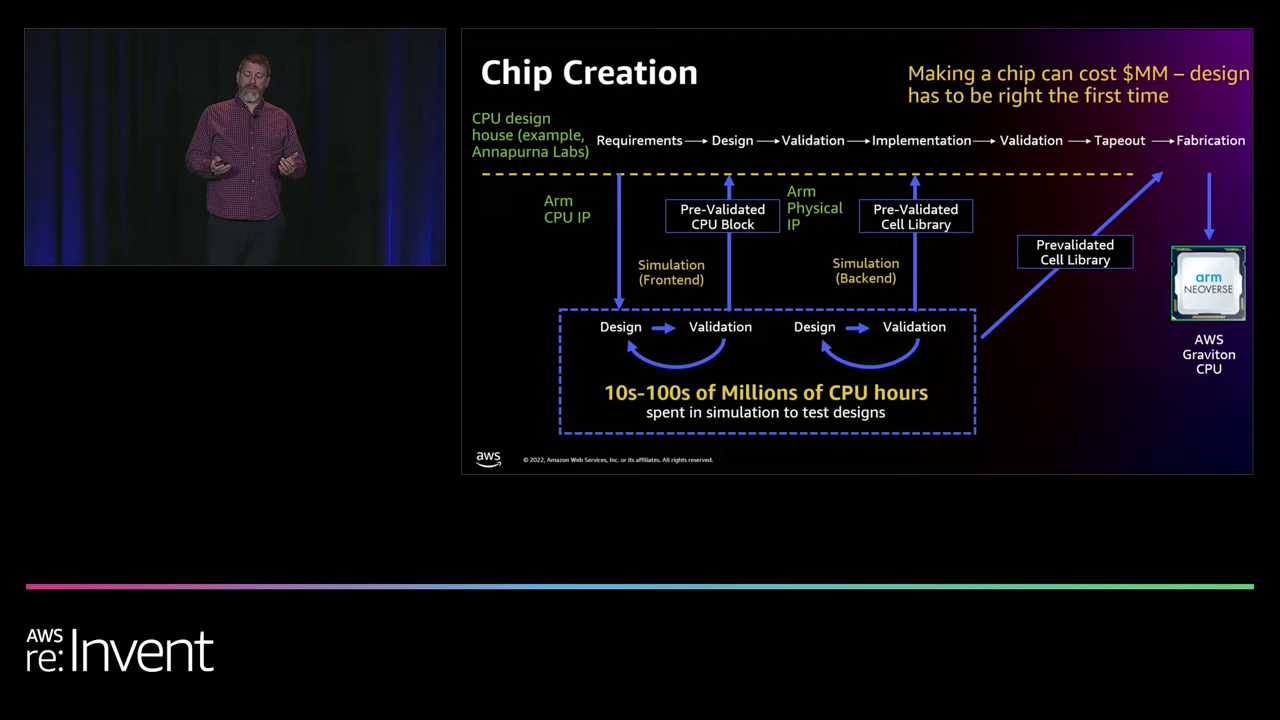 Chip Creation
Making a chip can cost $MM – design
has to be right the first time
CPU design
house (example,
Annapurna Labs)
Requirements
Design
Validation
Implementation
Validation
Tapeout
Fabrication
Arm
CPU IP
Pre-Validated
CPU Block
Arm
Physical
IP
Pre-Validated
Cell Library
Prevalidated
Cell Library
Simulation
(Frontend)
Simulation
(Backend)
arm
NEOVERSE
Design
Validation
Design
Validation
AWS
Graviton
CPU
10s-100s of Millions of CPU hours
spent in simulation to test designs
aws
© 2022, Amazon Web Services, Inc. or its affiliates. All rights reserved.
AWS
re:Invent